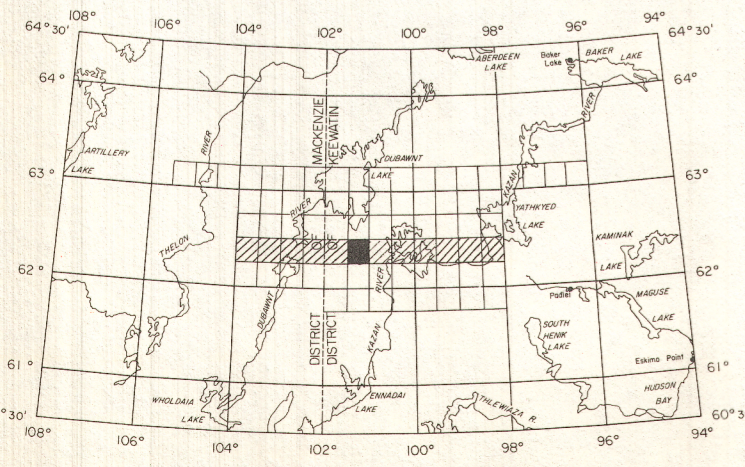 108° 106° 104° 102° 100° 98° 96° 94°
64° 30' 64° 30'
ABERDEEN
LAKE
Baker
Lake
BAKER
LAKE
64° 64°
RIVER
MACKENZIE
KEEWATIN
RIVER
ARTILLERY
LAKE
DUBAWNT
LAKE
63° 63°
KAZAN
RIVER
YATHKYED
LAKE
KAMINAK
LAKE
THELON
62° 62°
RIVER
Padlei
MAGUSE
LAKE
DUBAWNT
DISTRICT
DISTRICT
KAZAN
SOUTH
HENIK
LAKE
Eskimo Point
61° 61°
WHOLDAIA
LAKE
ENNADAI
LAKE
THLEWIAZA R.
HUDSON
BAY
° 30' 60° 3
108° 106° 104° 102° 100° 98° 96° 94°